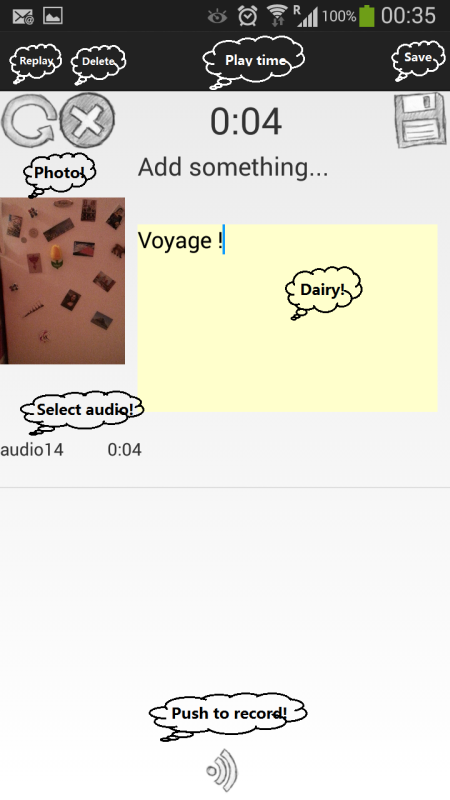 R 100% 00:35
Replay Delete Play time Save
0:04
Add something...
Photo!
Voyage !
Dairy!
Select audio!
audio14 0:04
Push to record!